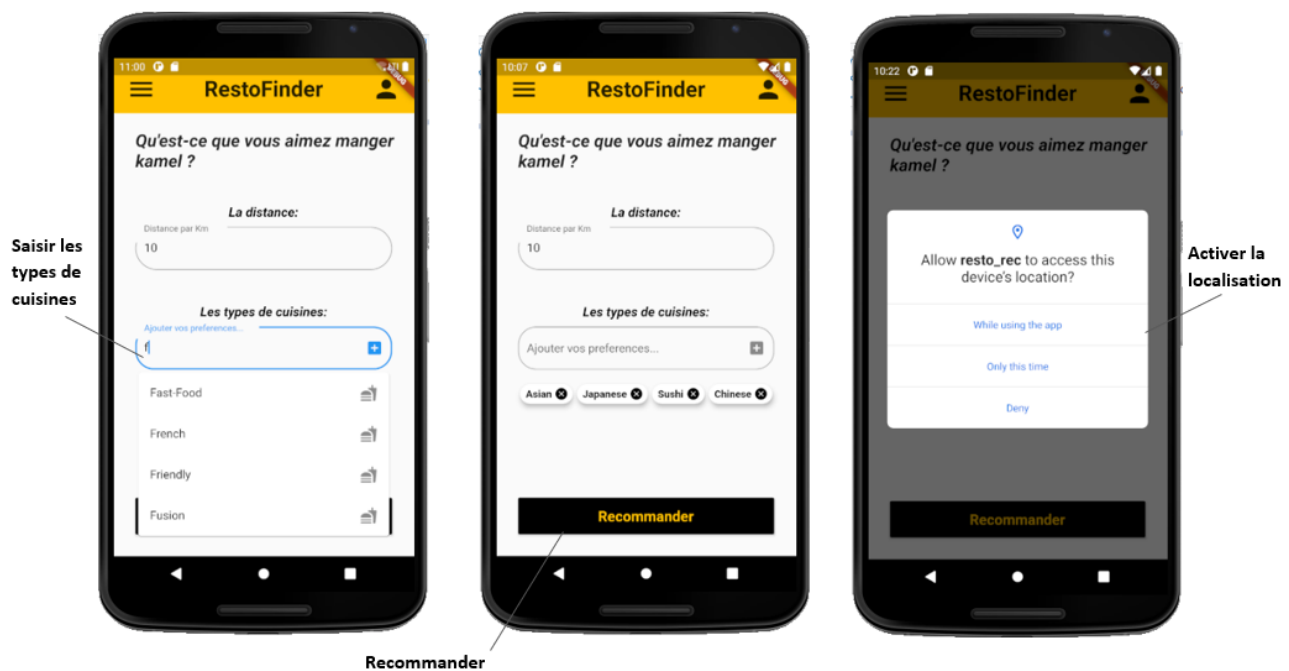 Saisir les
types de
cuisines
11:00
RestoFinder
Qu'est-ce que vous aimez manger
kamel ?
La distance:
Distance par Km
10
Les types de cuisines:
Ajouter vos preferences...
f
Fast-Food
French
Friendly
Fusion
10:07
RestoFinder
Qu'est-ce que vous aimez manger
kamel ?
La distance:
Distance par Km
10
Les types de cuisines:
Ajouter vos preferences...
Asian Japanese Sushi Chinese
Recommander
Recommander
10:22
RestoFinder
Qu'est-ce que vous aimez manger
kamel ?
Allow resto_rec to access this
device's location?
While using the app
Only this time
Deny
Recommander
Activer la
localisation